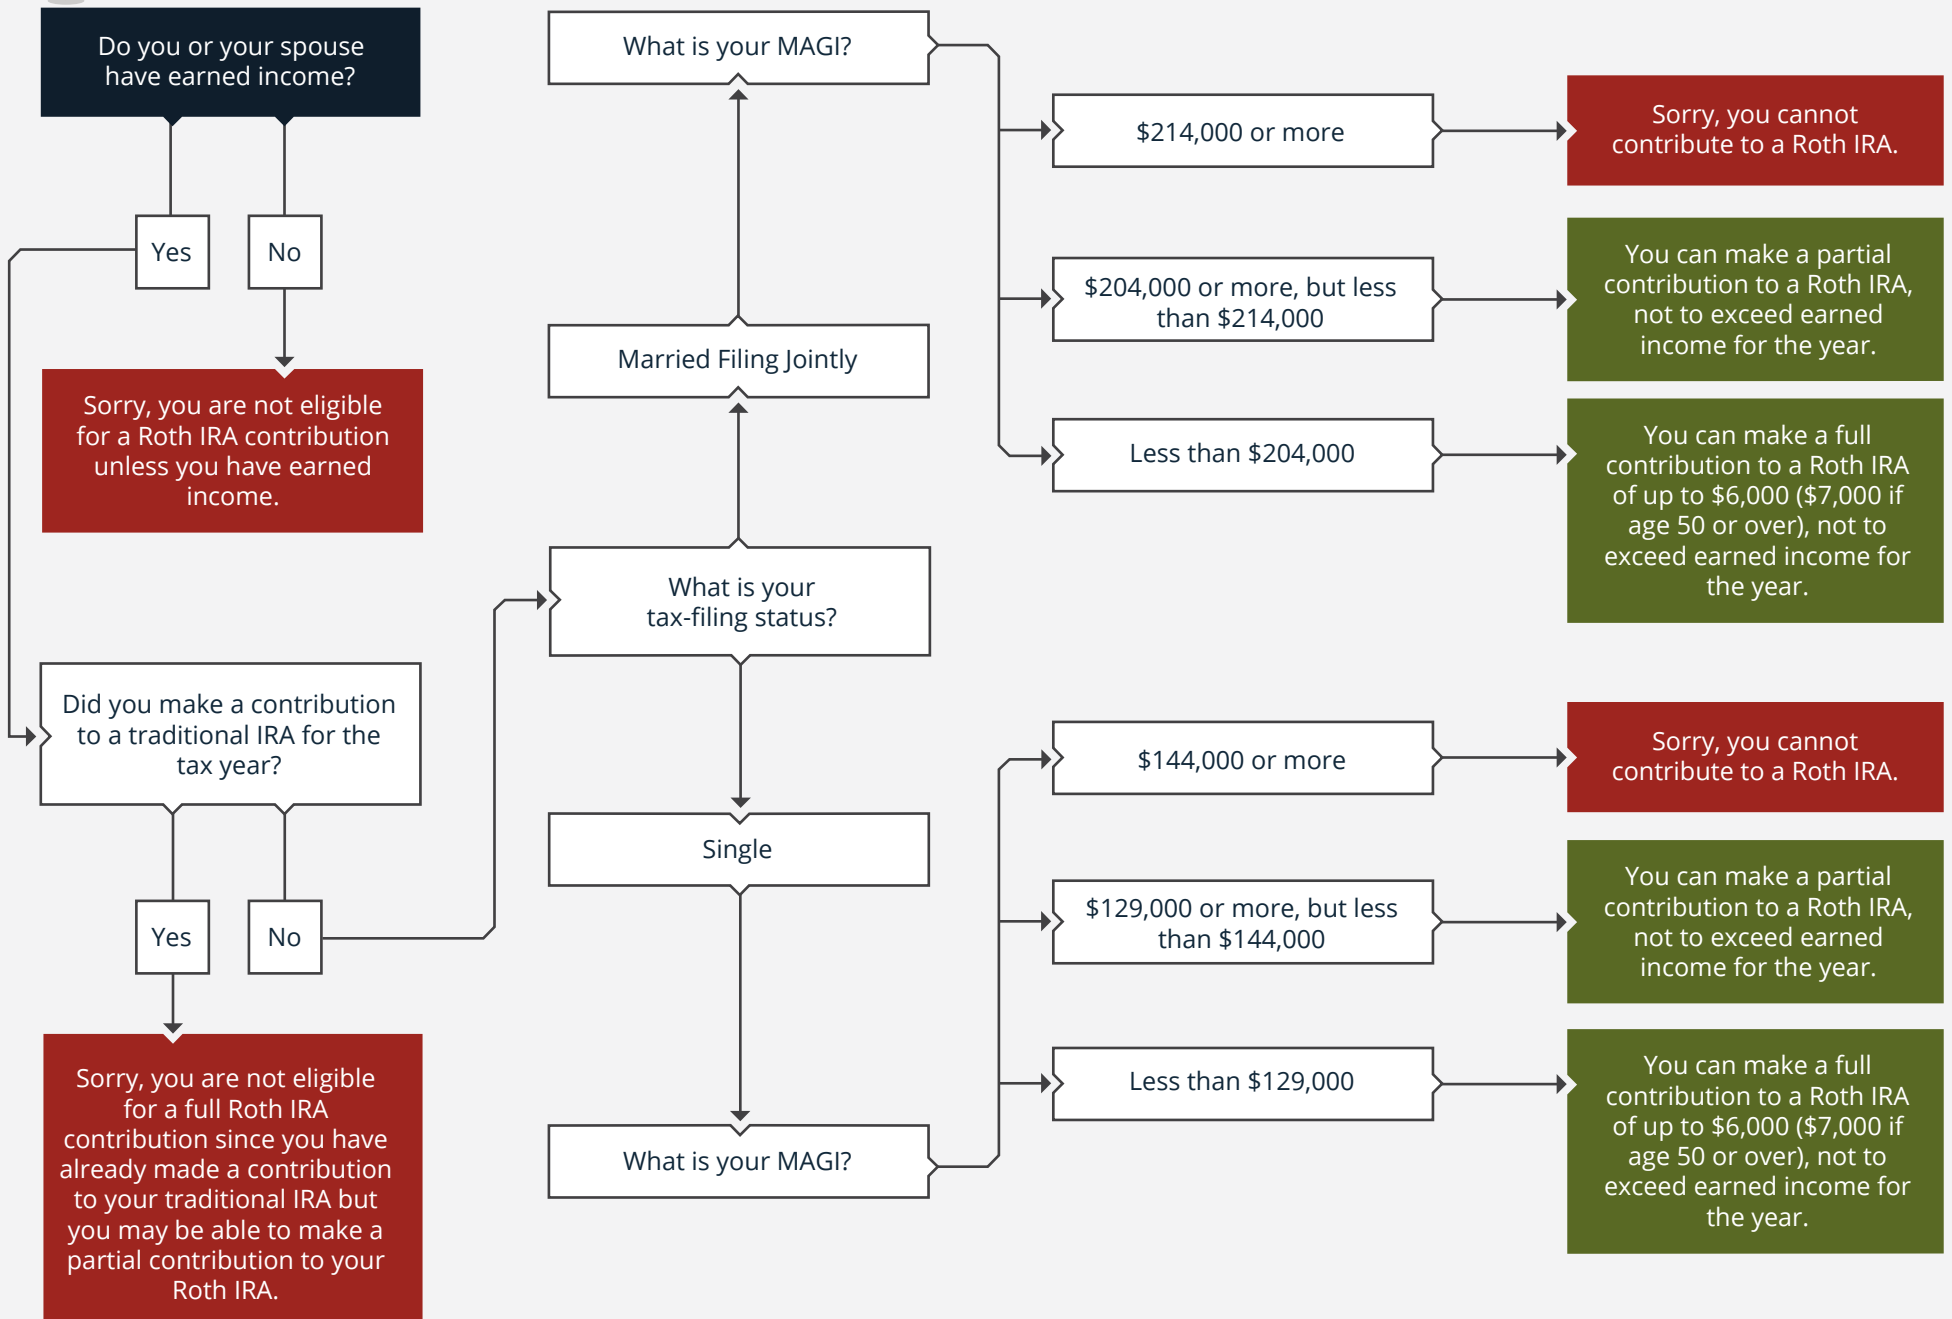 Do you or your spouse
have earned income?
Yes
No
Sorry, you are not eligible
for a Roth IRA contribution
unless you have earned
income.
Did you make a contribution
to a traditional IRA for the
tax year?
Yes
No
Sorry, you are not eligible
for a full Roth IRA
contribution since you have
already made a contribution
to your traditional IRA but
you may be able to make a
partial contribution to your
Roth IRA.
What is your
tax-filing status?
Married Filing Jointly
What is your MAGI?
$214,000 or more
Sorry, you cannot
contribute to a Roth IRA.
$204,000 or more, but less
than $214,000
You can make a partial
contribution to a Roth IRA,
not to exceed earned
income for the year.
Less than $204,000
You can make a full
contribution to a Roth IRA
of up to $6,000 ($7,000 if
age 50 or over), not to
exceed earned income for
the year.
Single
What is your MAGI?
$144,000 or more
Sorry, you cannot
contribute to a Roth IRA.
$129,000 or more, but less
than $144,000
You can make a partial
contribution to a Roth IRA,
not to exceed earned
income for the year.
Less than $129,000
You can make a full
contribution to a Roth IRA
of up to $6,000 ($7,000 if
age 50 or over), not to
exceed earned income for
the year.